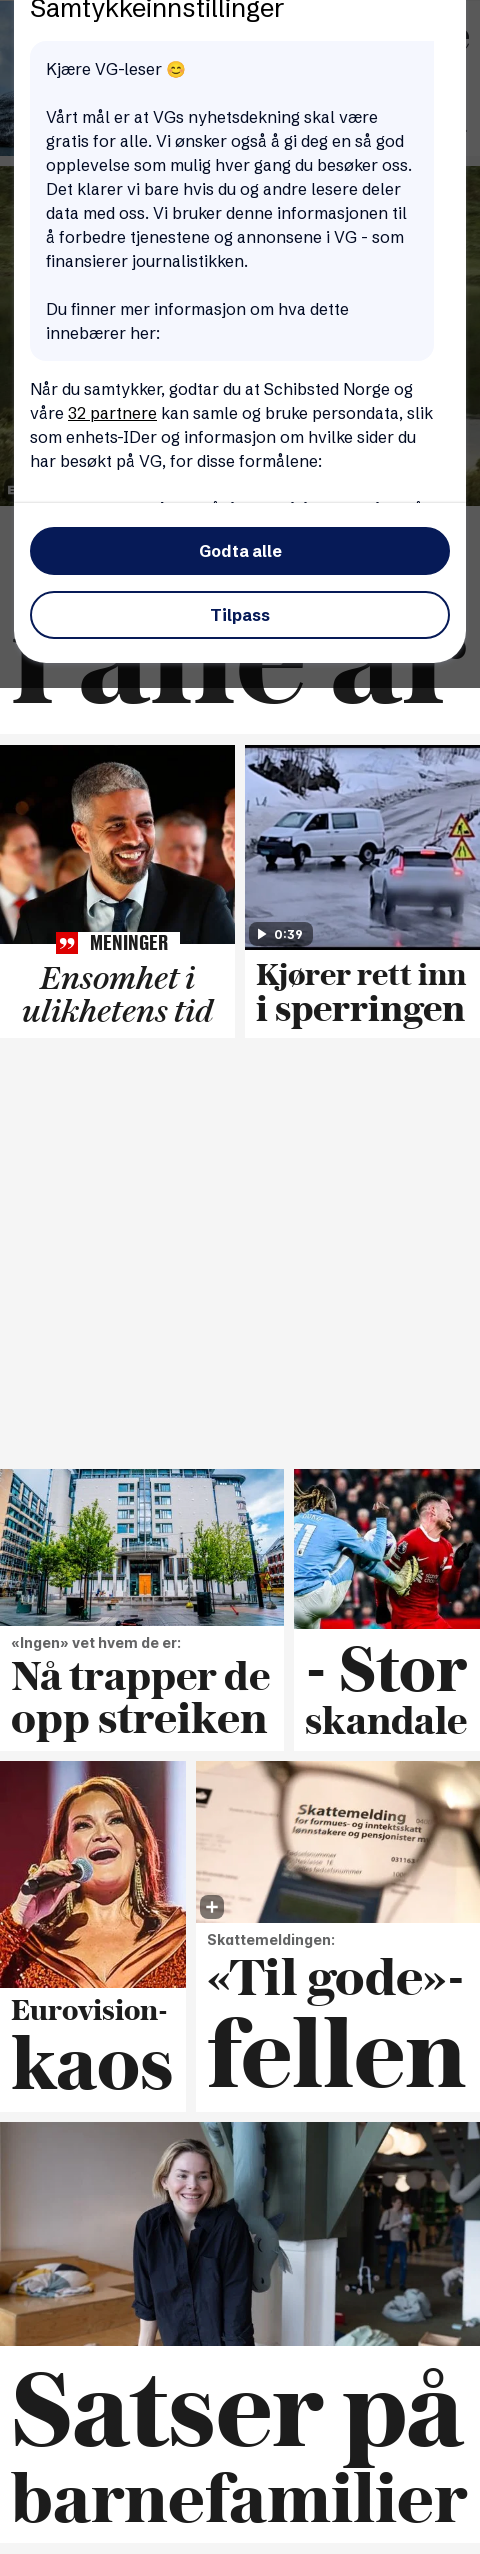 Samtykkeinnstillinger
Kjære VG-leser 😊
Vårt mål er at VGs nyhetsdekning skal være
gratis for alle. Vi ønsker også å gi deg en så god
opplevelse som mulig hver gang du besøker oss.
Det klarer vi bare hvis du og andre lesere deler
data med oss. Vi bruker denne informasjonen til
å forbedre tjenestene og annonsene i VG - som
finansierer journalistikken.
Du finner mer informasjon om hva dette
innebærer her:
Når du samtykker, godtar du at Schibsted Norge og
våre 32 partnere kan samle og bruke persondata, slik
som enhets-IDer og informasjon om hvilke sider du
har besøkt på VG, for disse formålene:
Godta alle
Tilpass
I alle år
MENINGER
Ensomhet i
ulikhetens tid
0:39
Kjører rett inn
i sperringen
«Ingen» vet hvem de er:
Nå trapper de
opp streiken
- Stor
skandale
Eurovision-
kaos
Skattemelding
for formues- og inntektsskatt
lønnstakere og pensjonister
031163
Skattemeldingen:
«Til gode»-
fellen
Satser på
barnefamilier